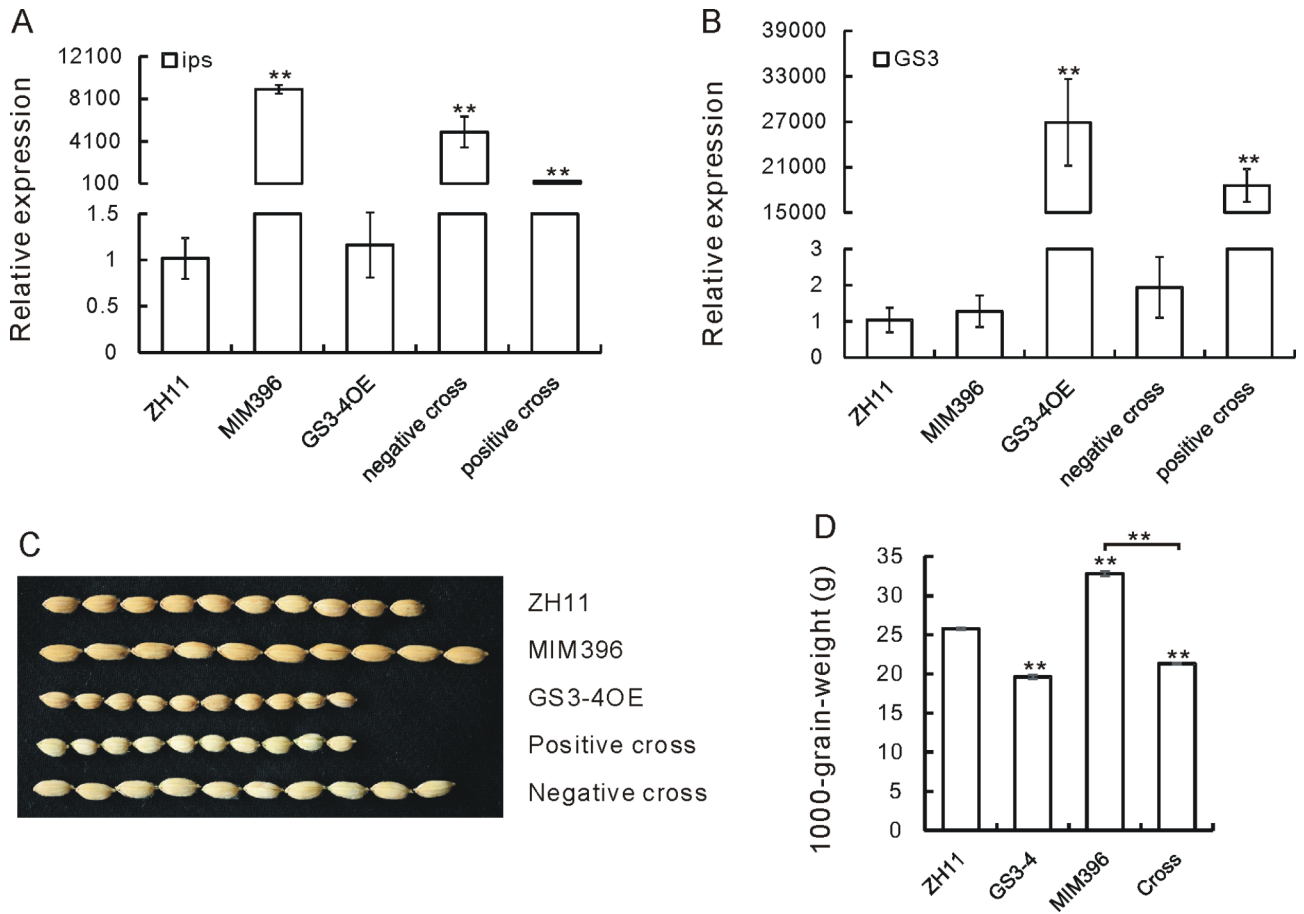 A
Relative expression
12100
8100
4100
100
1.5
1
0.5
0
ips
**
**
**
ZH11
MIM396
GS3-4OE
negative cross
positive cross
B
Relative expression
39000
33000
27000
21000
15000
3
2
1
0
GS3
**
**
ZH11
MIM396
GS3-4OE
negative cross
positive cross
C
ZH11
MIM396
GS3-4OE
Positive cross
Negative cross
D
1000-grain-weight (g)
35
30
25
20
15
10
5
0
**
**
**
**
ZH11
GS3-4
MIM396
Cross